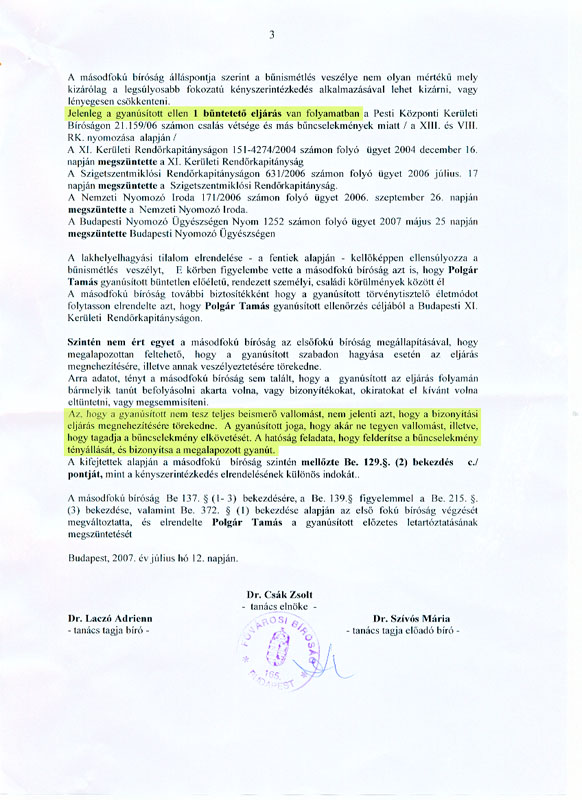 3
A másodfokú bíróság álláspontja szerint a bűnismétlés veszélye nem olyan mértékű mely
kizárólag a legsúlyosabb fokozatú kényszerintézkedés alkalmazásával lehet kizárni, vagy
lényegesen csökkenteni.
Jelenleg a gyanúsított ellen 1 büntetető eljárás van folyamatban a Pesti Központi Kerületi
Bíróságon 21.159/06 számon csalás vétsége és más bűncselekmények miatt / a XIII. és VIII.
RK. nyomozása alapján /
A XI. Kerületi Rendőrkapitányságon 151-4274/2004 számon folyó ügyet 2004 december 16.
napján megszüntette a XI. Kerületi Rendőrkapitányság
A Szigetszentmiklósi Rendőrkapitányságon 631/2006 számon folyó ügyet 2006 július. 17
napján megszüntette a Szigetszentmiklósi Rendőrkapitányság.
A Nemzeti Nyomozó Iroda 171/2006 számon folyó ügyet 2006. szeptember 26. napján
megszüntette a Nemzeti Nyomozó Iroda.
A Budapesti Nyomozó Ügyészségen Nyom 1252 számon folyó ügyet 2007 május 25 napján
megszüntette Budapesti Nyomozó Ügyészségen
A lakhelyelhagyási tilalom elrendelése - a fentiek alapján - kellőképpen ellensúlyozza a
bűnismétlés veszélyt, E körben figyelembe vette a másodfokú bíróság azt is, hogy Polgár
Tamás gyanúsított büntetlen előéletű, rendezett személyi, családi körülmények között él
A másodfokú bíróság további biztosítékként hogy a gyanúsított törvénytisztelő életmódot
folytasson elrendelte azt, hogy Polgár Tamás gyanúsított ellenőrzés céljából a Budapesti XI.
Kerületi Rendőrkapitányságon.
Szintén nem ért egyet a másodfokú bíróság az elsőfokú bíróság megállapításával, hogy
megalapozottan feltehető, hogy a gyanúsított szabadon hagyása esetén az eljárás
megnehezítésére, illetve annak veszélyeztetésére törekedne.
Arra adatot, tényt a másodfokú bíróság sem talált, hogy a gyanúsított az eljárás folyamán
bármelyik tanút befolyásolni akarta volna, vagy bizonyítékokat, okiratokat el kívánt volna
eltüntetni, vagy megsemmisíteni.
Az, hogy a gyanúsított nem tesz teljes beismerő vallomást, nem jelenti azt, hogy a bizonyítási
eljárás megnehezítésére törekedne. A gyanúsított joga, hogy akár ne tegyen vallomást, illetve,
hogy tagadja a bűncselekmény elkövetését. A hatóság feladata, hogy felderítse a bűncselekmény
tényállását, és bizonyítsa a megalapozott gyanút.
A kifejtettek alapján a másodfokú bíróság szintén mellőzte Be. 129.§. (2) bekezdés c./
pontját, mint a kényszerintézkedés elrendelésének különös indokát..
A másodfokú bíróság Be 137. § (1- 3) bekezdésére, a Be. 139.§ figyelemmel a Be. 215. §.
(3) bekezdése, valamint Be. 372. § (1) bekezdése alapján az első fokú bíróság végzését
megváltoztatta, és elrendelte Polgár Tamás a gyanúsított előzetes letartóztatásának
megszüntetését
Budapest, 2007. év július hó 12. napján.
Dr. Csák Zsolt
- tanács elnöke -
Dr. Laczó Adrienn
- tanács tagja bíró -
Dr. Szívós Mária
- tanács tagja előadó bíró -
FŐVÁROSI BÍRÓSÁG
185.
BUDAPEST